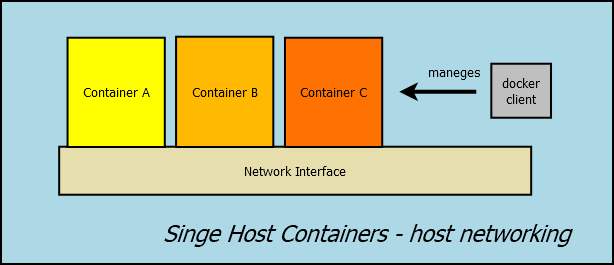 maneges
Container A
Container B
Container C
docker
client
Network Interface
Singe Host Containers - host networking